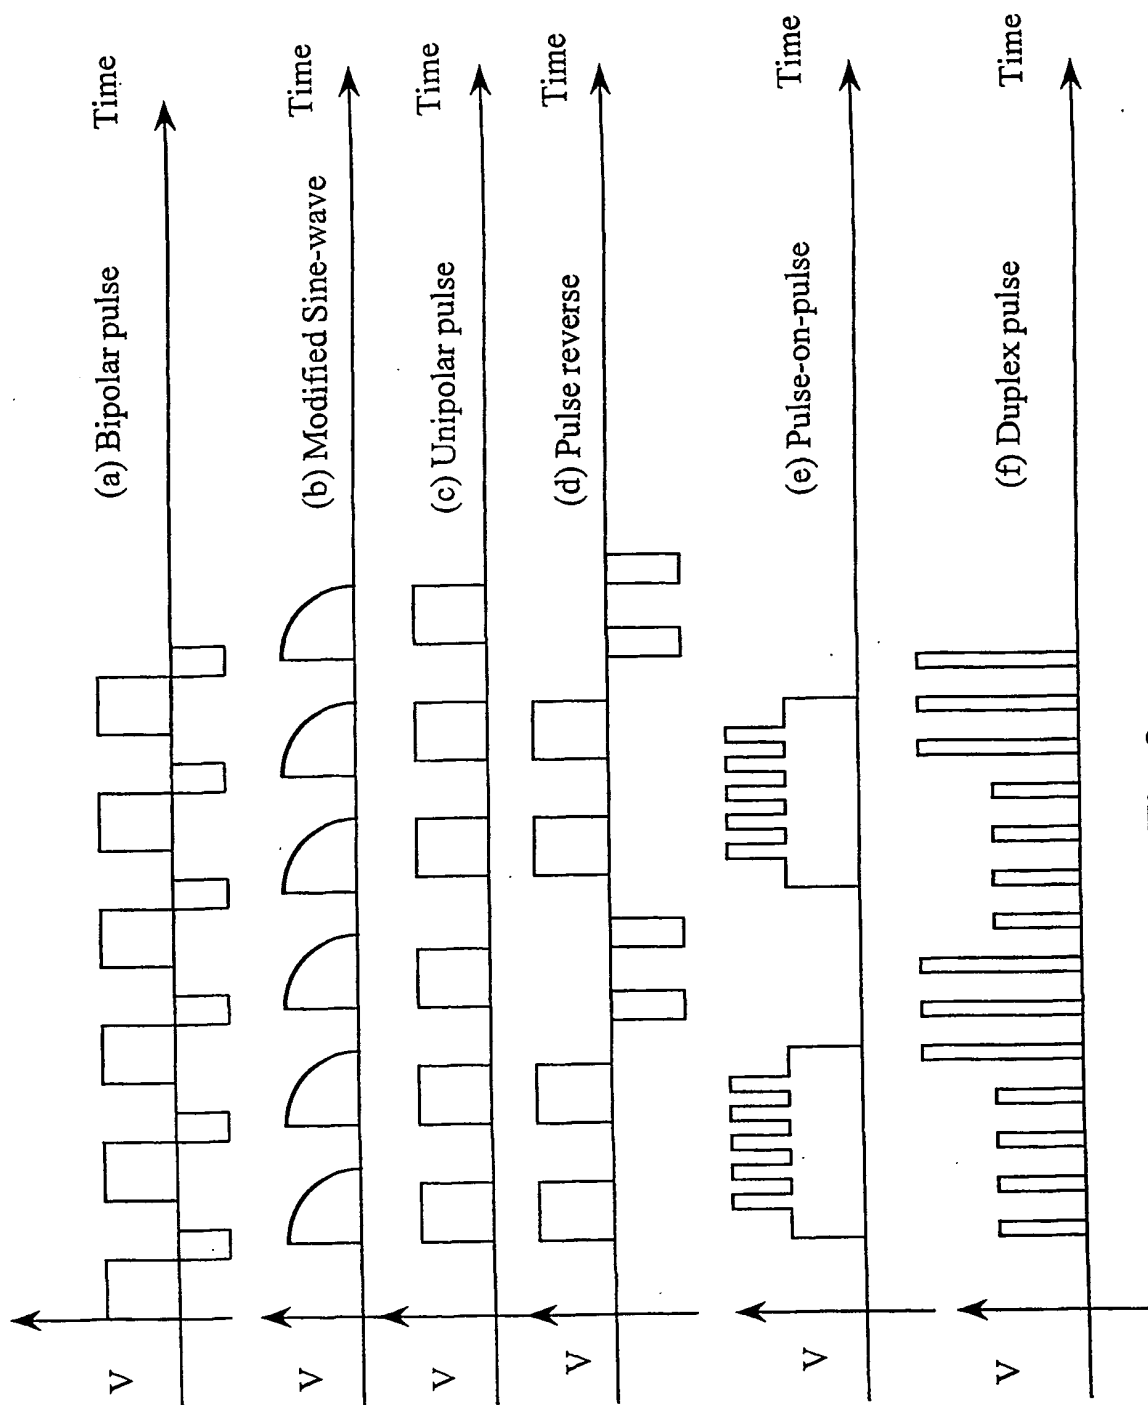 V
(a) Bipolar pulse
Time
V
(b) Modified Sine-wave
Time
V
(c) Unipolar pulse
Time
V
(d) Pulse reverse
Time
V
(e) Pulse-on-pulse
Time
V
(f) Duplex pulse
Time